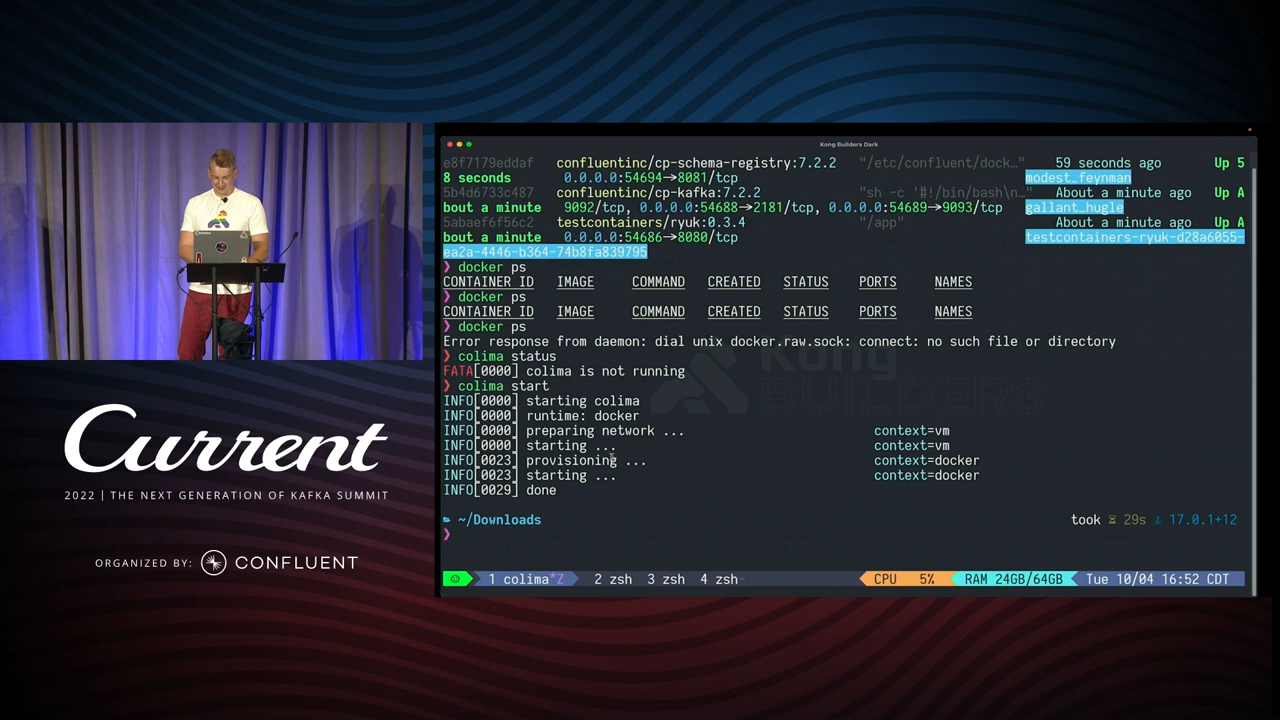 Kong Builders Dark
e8f7179eddaf confluentinc/cp-schema-registry:7.2.2 "/etc/confluent/dock…" 59 seconds ago Up 5
8 seconds 0.0.0.0:54694→8081/tcp modest_feynman
5b4d6733c487 confluentinc/cp-kafka:7.2.2 "sh -c '#!/bin/bash\n…" About a minute ago Up A
bout a minute 9092/tcp, 0.0.0.0:54688→2181/tcp, 0.0.0.0:54689→9093/tcp gallant_hugle
5abaef6f56c2 testcontainers/ryuk:0.3.4 "/app" About a minute ago Up A
bout a minute 0.0.0.0:54686→8080/tcp testcontainers-ryuk-d28a6055-
ea2a-4446-b364-74b8fa839795
❯ docker ps
CONTAINER ID IMAGE COMMAND CREATED STATUS PORTS NAMES
❯ docker ps
CONTAINER ID IMAGE COMMAND CREATED STATUS PORTS NAMES
❯ docker ps
Error response from daemon: dial unix docker.raw.sock: connect: no such file or directory
❯ colima status
FATA[0000] colima is not running
❯ colima start
INFO[0000] starting colima
INFO[0000] runtime: docker
INFO[0000] preparing network ... context=vm
INFO[0000] starting ... context=vm
INFO[0023] provisioning ... context=docker
INFO[0023] starting ... context=docker
INFO[0029] done
~/Downloads took 29s 17.0.1+12
❯
1 colima*Z 2 zsh 3 zsh 4 zsh- CPU 5% RAM 24GB/64GB Tue 10/04 16:52 CDT
Kong
BUILDERS
Current
2022 | THE NEXT GENERATION OF KAFKA SUMMIT
ORGANIZED BY: CONFLUENT